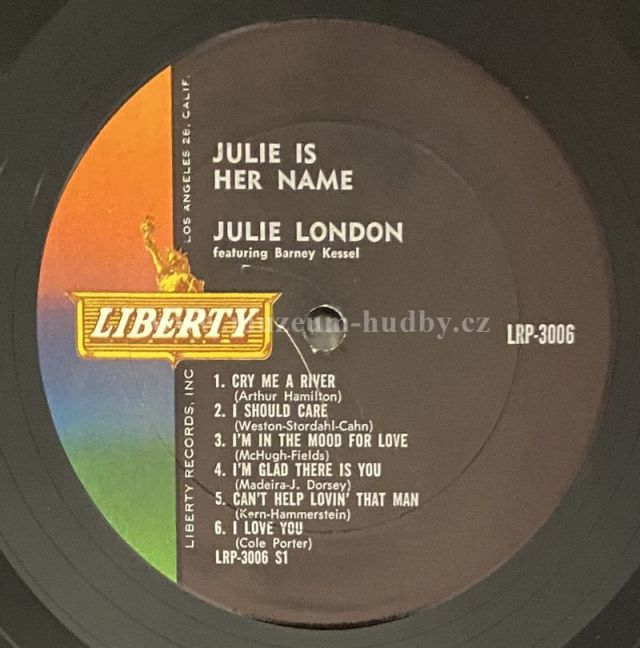 JULIE IS
HER NAME
JULIE LONDON
featuring Barney Kessel
LOS ANGELES 28, CALIF.
LIBERTY
LIBERTY RECORDS, INC
muzeum-hudby.cz
LRP-3006
1. CRY ME A RIVER
(Arthur Hamilton)
2. I SHOULD CARE
(Weston-Stordahl-Cahn)
3. I'M IN THE MOOD FOR LOVE
(McHugh-Fields)
4. I'M GLAD THERE IS YOU
(Madeira-J. Dorsey)
5. CAN'T HELP LOVIN' THAT MAN
(Kern-Hammerstein)
6. I LOVE YOU
(Cole Porter)
LRP-3006 S1